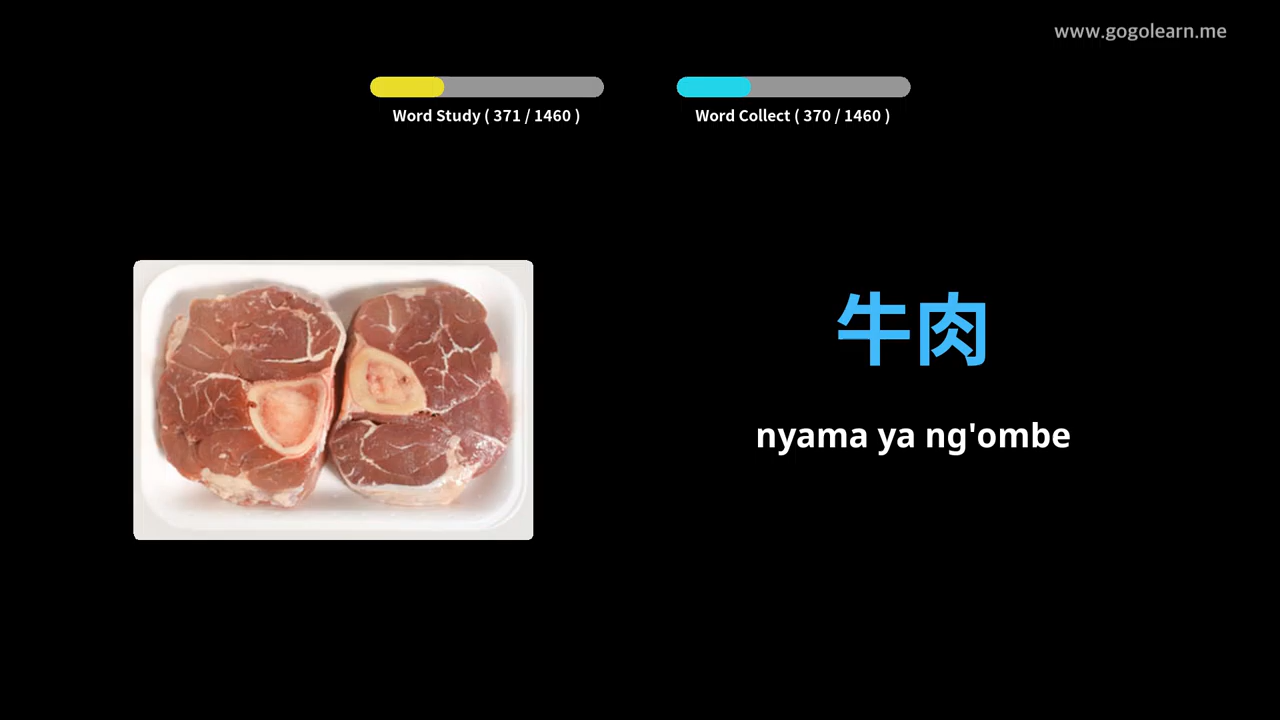 www.gogolearn.me
Word Study ( 371 / 1460 )
Word Collect ( 370 / 1460 )
牛肉
nyama ya ng'ombe